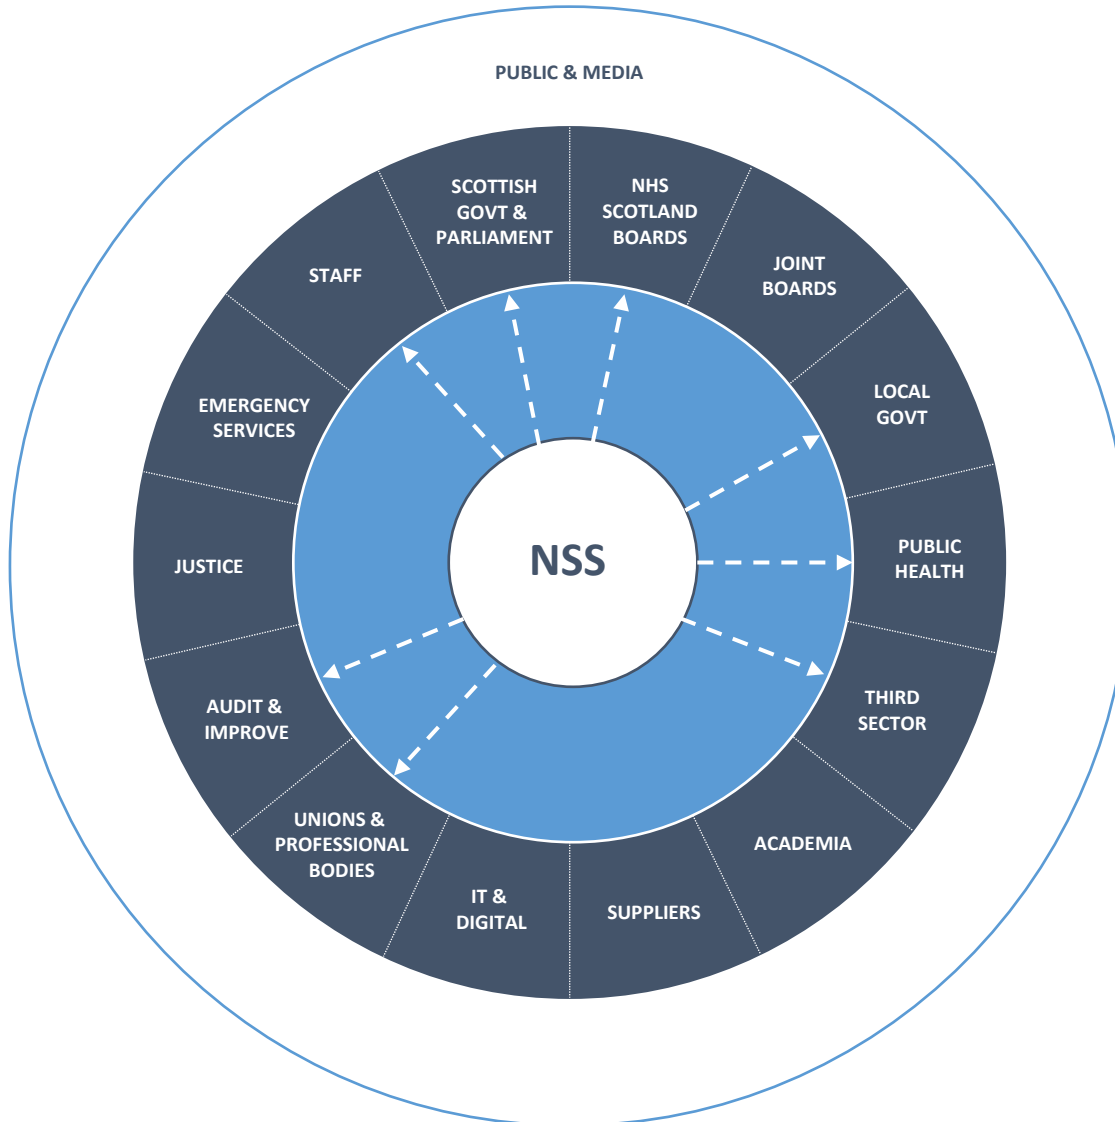 PUBLIC & MEDIA
SCOTTISH
GOVT &
PARLIAMENT
NHS
SCOTLAND
BOARDS
JOINT
BOARDS
LOCAL
GOVT
PUBLIC
HEALTH
THIRD
SECTOR
ACADEMIA
SUPPLIERS
IT &
DIGITAL
UNIONS &
PROFESSIONAL
BODIES
AUDIT &
IMPROVE
JUSTICE
EMERGENCY
SERVICES
STAFF
NSS